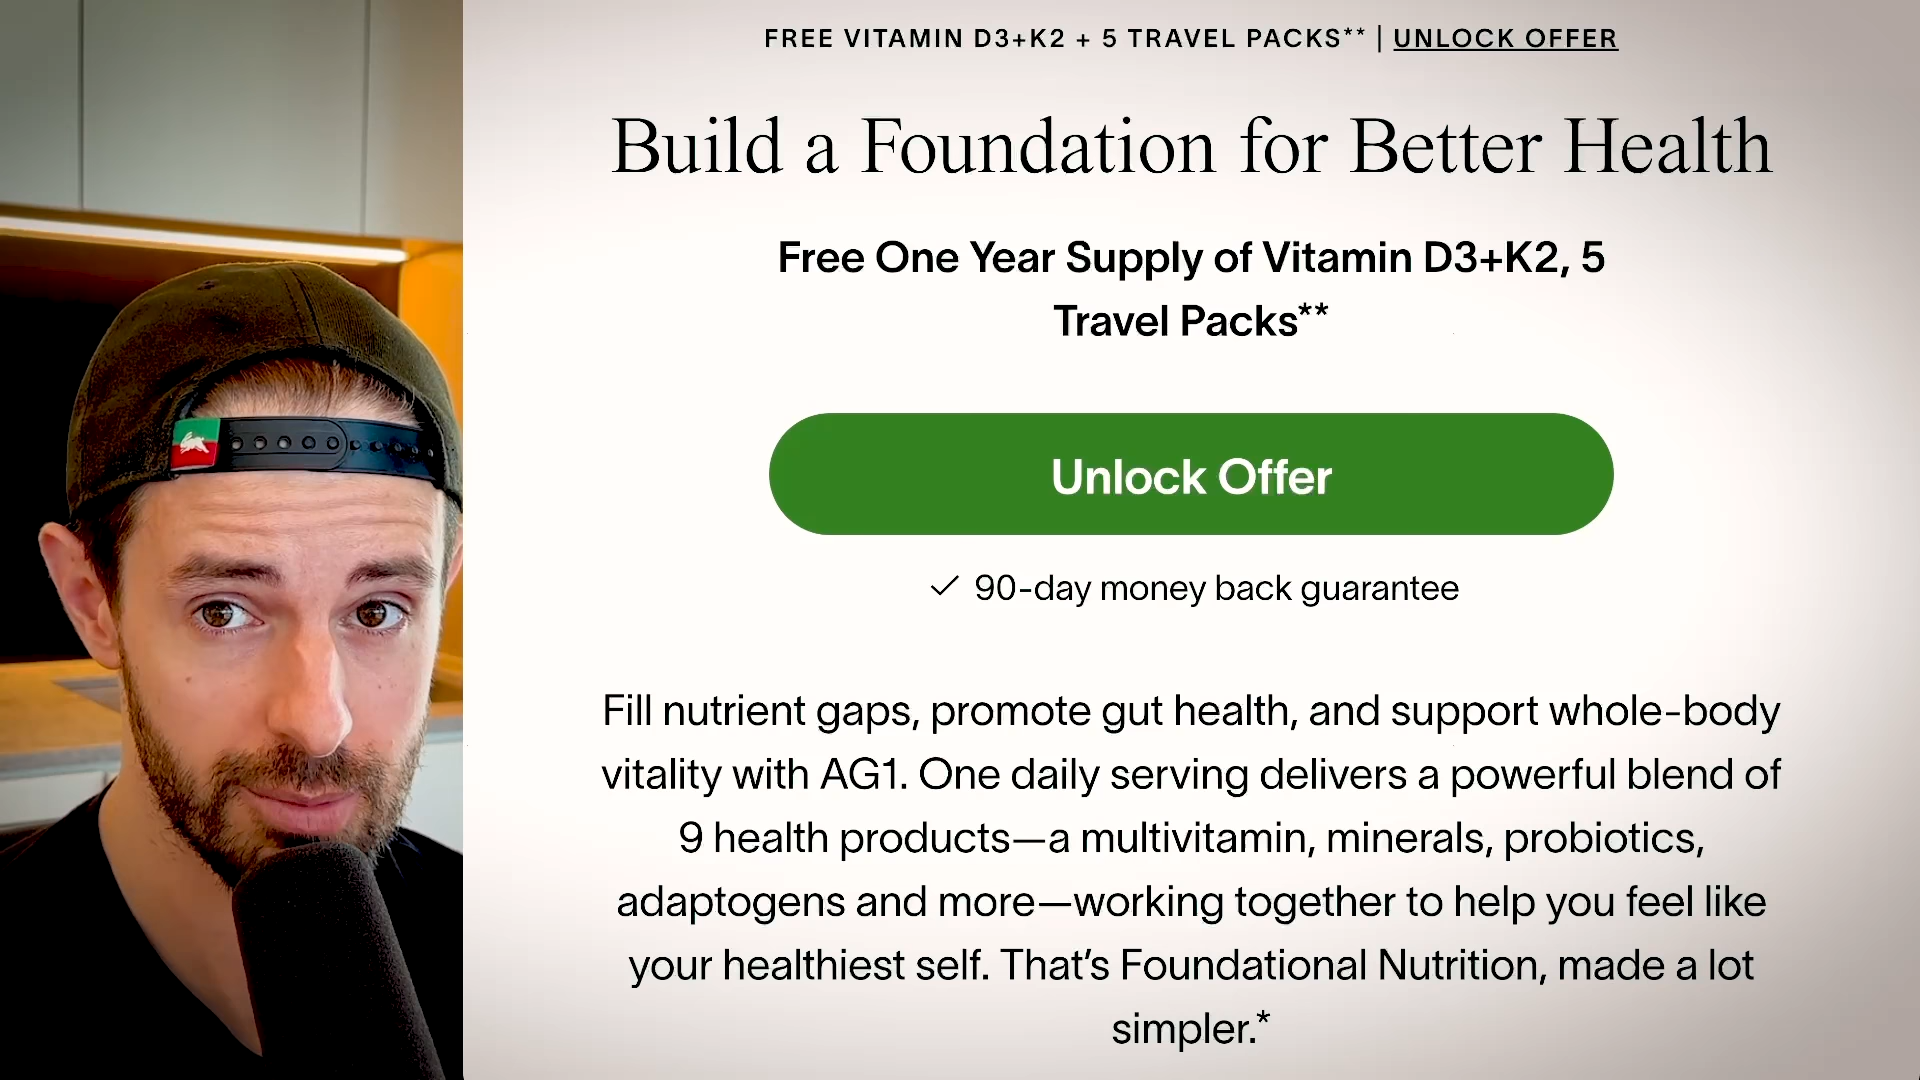 FREE VITAMIN D3+K2 + 5 TRAVEL PACKS** | UNLOCK OFFER
Build a Foundation for Better Health
Free One Year Supply of Vitamin D3+K2, 5
Travel Packs**
Unlock Offer
✓ 90-day money back guarantee
Fill nutrient gaps, promote gut health, and support whole-body
vitality with AG1. One daily serving delivers a powerful blend of
9 health products—a multivitamin, minerals, probiotics,
adaptogens and more—working together to help you feel like
your healthiest self. That’s Foundational Nutrition, made a lot
simpler.*